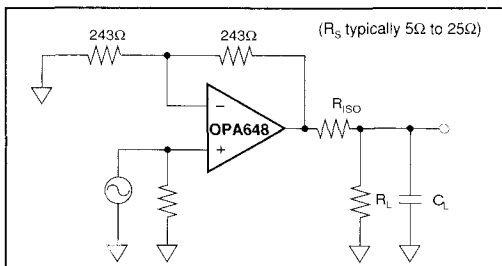 (Rs typically 5Ω to 25Ω)
243Ω
243Ω
−
OPA648
+
RISO
RL
CL